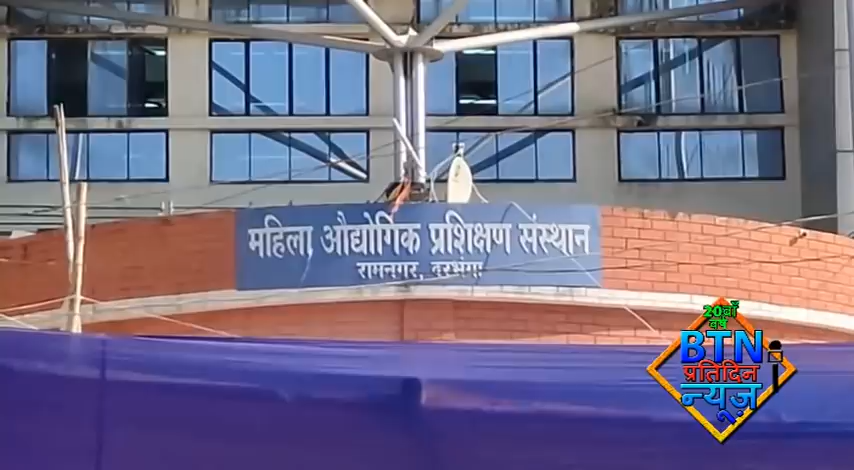 महिला, औद्योगिक प्रशिक्षण संस्थान
रामनगर, दरभंगा
20वाँ
वर्ष
BTN
प्रतिदिन
न्यूज़